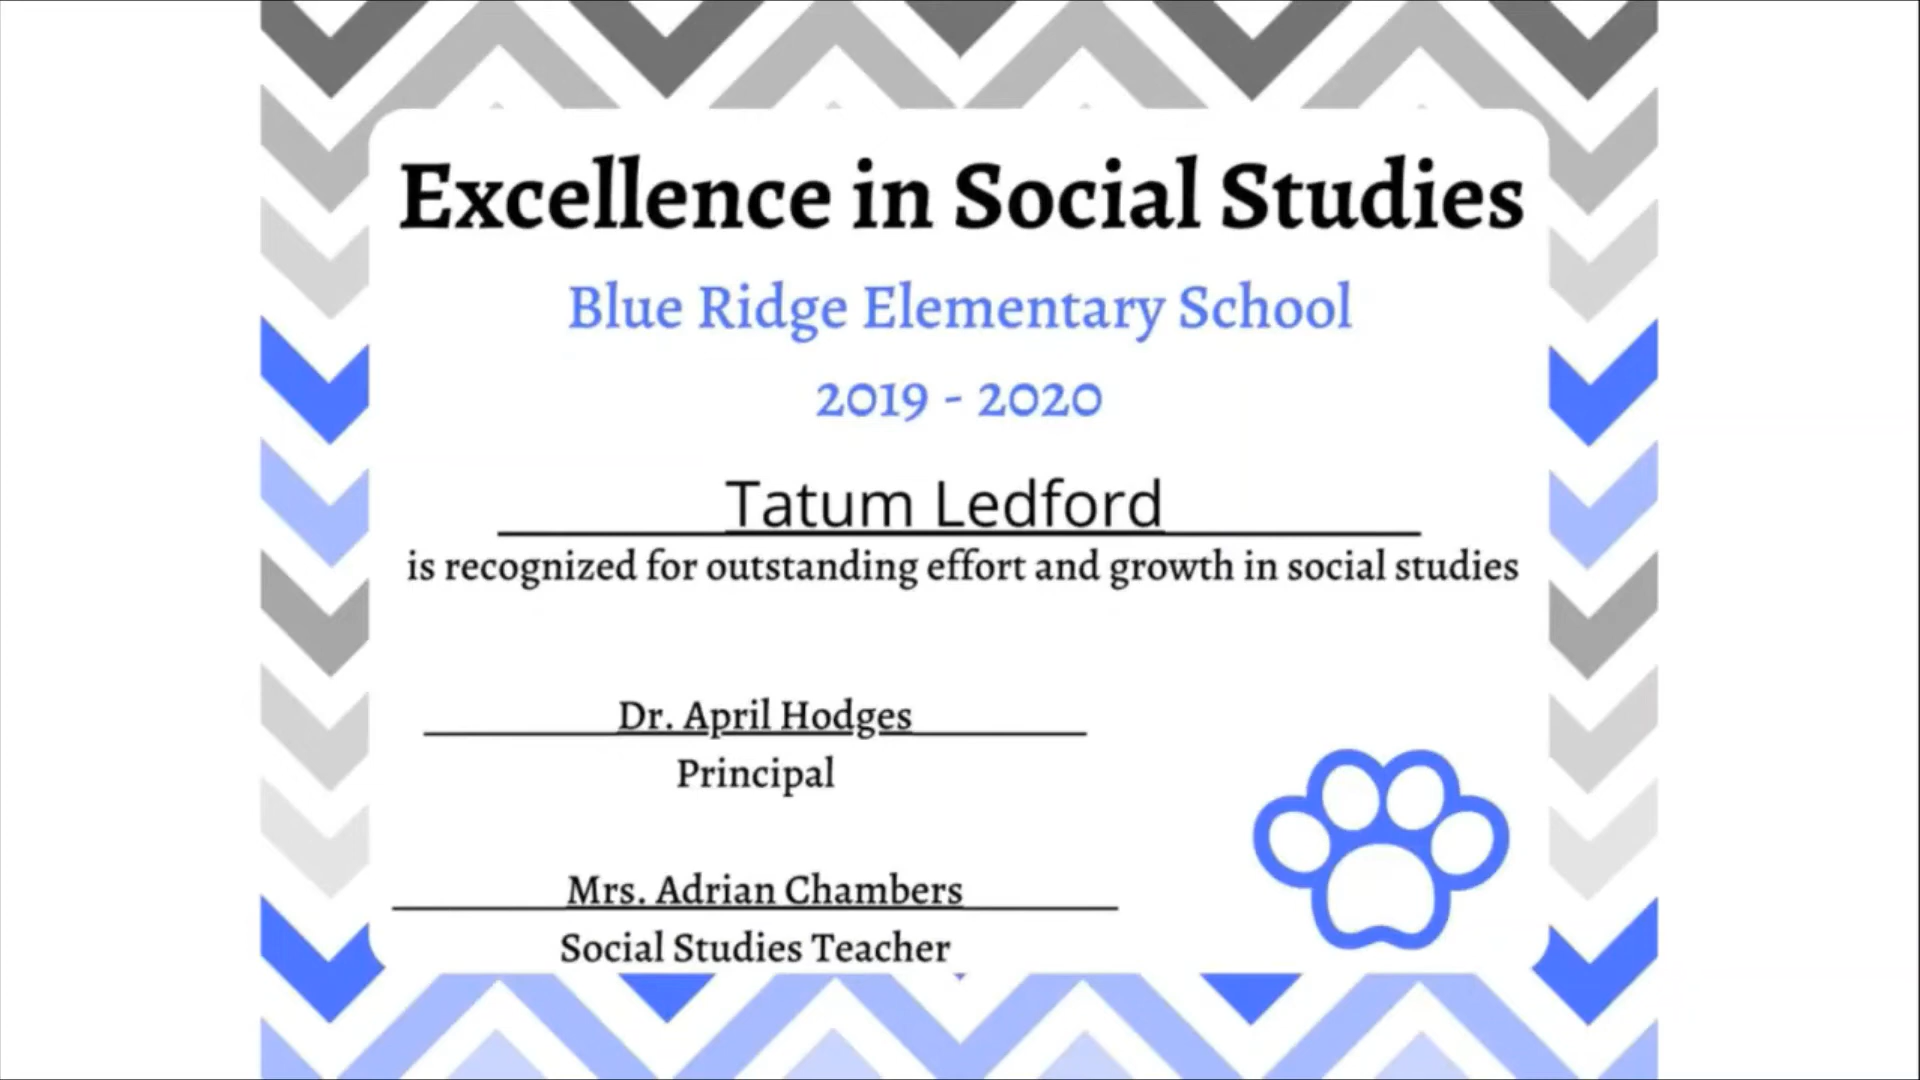 Excellence in Social Studies
Blue Ridge Elementary School
2019 - 2020
Tatum Ledford
is recognized for outstanding effort and growth in social studies
Dr. April Hodges
Principal
Mrs. Adrian Chambers
Social Studies Teacher